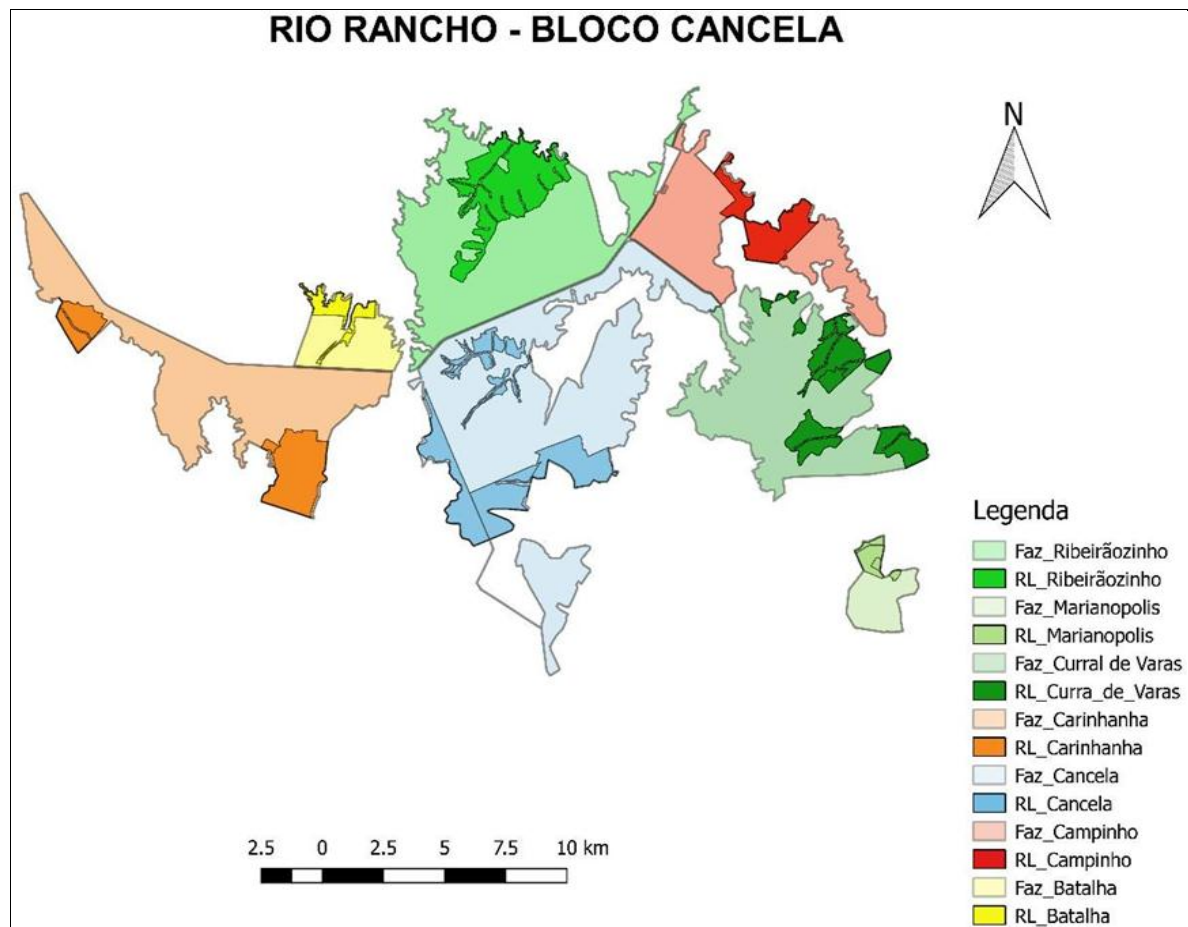 RIO RANCHO - BLOCO CANCELA
N
Legenda
Faz_Ribeirãozinho
RL_Ribeirãozinho
Faz_Marianopolis
RL_Marianopolis
Faz_Curral de Varas
RL_Curra_de_Varas
Faz_Carinhanha
RL_Carinhanha
Faz_Cancela
RL_Cancela
Faz_Campinho
RL_Campinho
Faz_Batalha
RL_Batalha
2.5 0 2.5 5 7.5 10 km